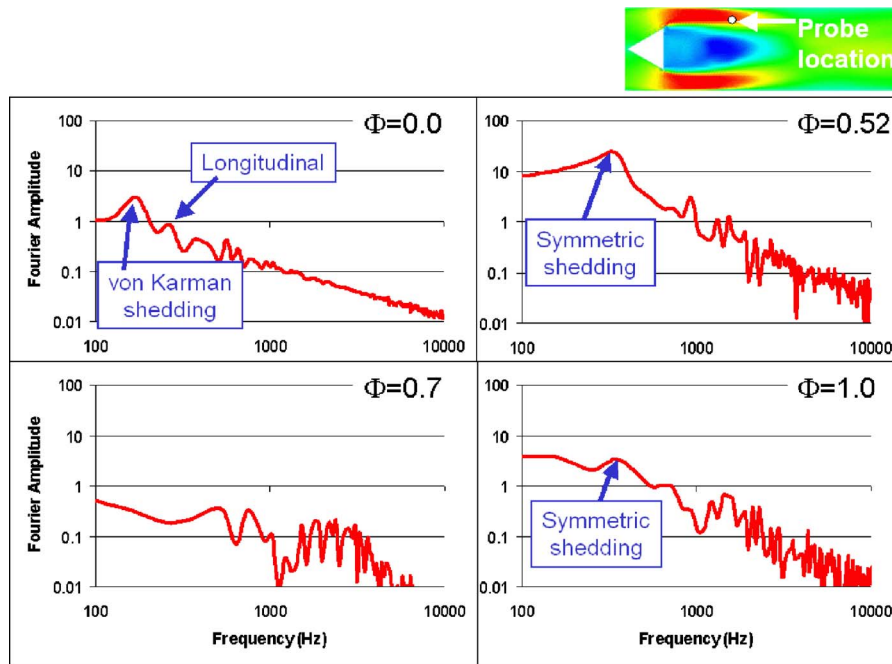 Probe
location
Φ=0.0
100
10
1
0.1
0.01
Fourier Amplitude
Longitudinal
von Karman
shedding
100
1000
10000
Φ=0.52
100
10
1
0.1
0.01
Symmetric
shedding
100
1000
10000
Φ=0.7
100
10
1
0.1
0.01
Fourier Amplitude
100
1000
10000
Frequency (Hz)
Φ=1.0
100
10
1
0.1
0.01
Symmetric
shedding
100
1000
10000
Frequency (Hz)